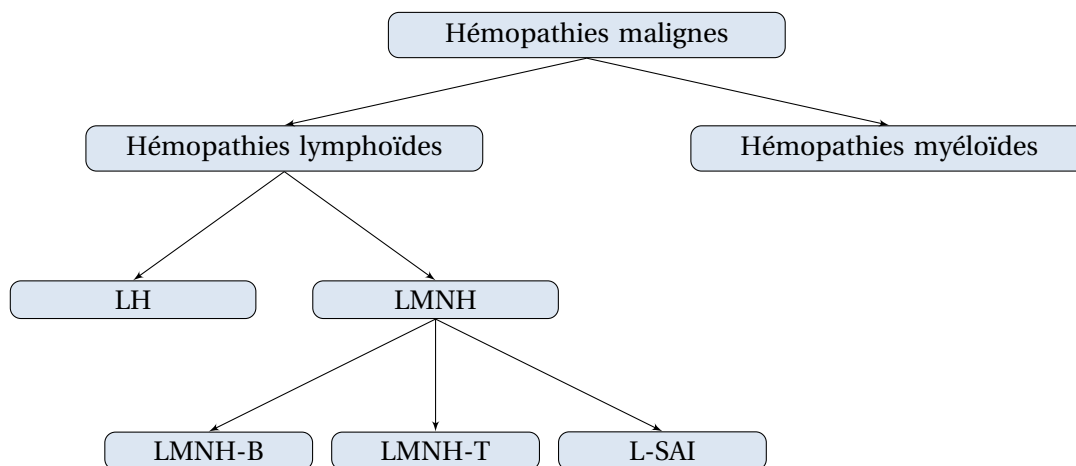 Hémopathies malignes
Hémopathies lymphoïdes
Hémopathies myéloïdes
LH
LMNH
LMNH-B
LMNH-T
L-SAI